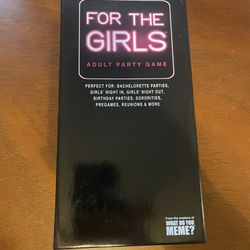 FOR THE
GIRLS
ADULT PARTY GAME
PERFECT FOR: BACHELORETTE PARTIES,
GIRLS' NIGHT IN, GIRLS' NIGHT OUT,
BIRTHDAY PARTIES, SORORITIES,
PREGAMES, REUNIONS & MORE
From the creators of
WHAT DO YOU
MEME?